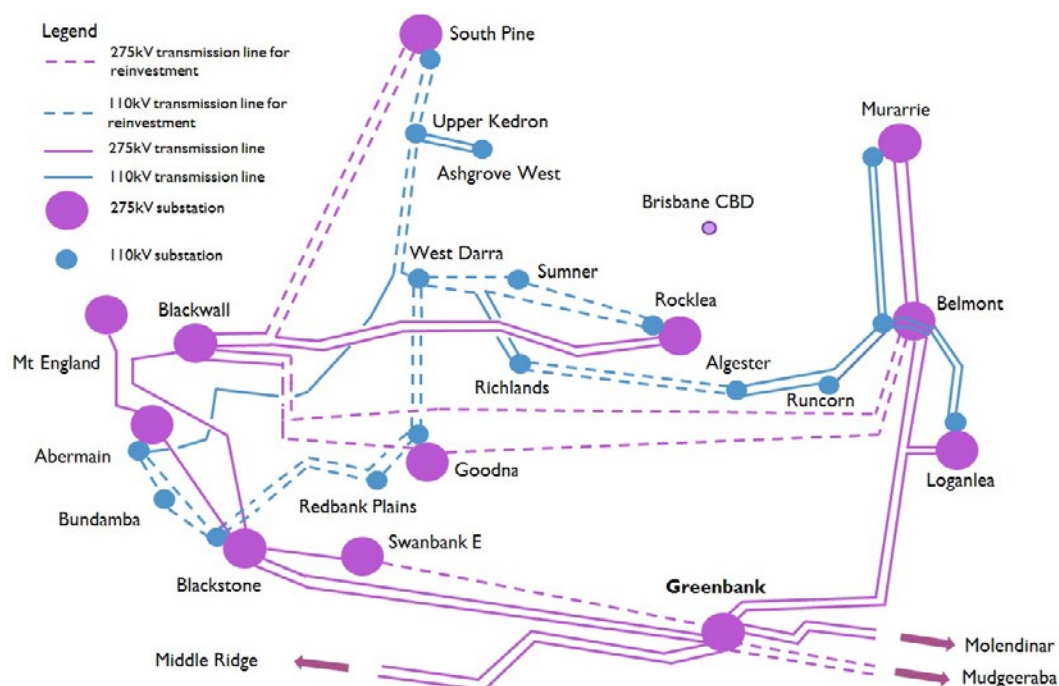 Legend
275kV transmission line for
reinvestment
110kV transmission line for
reinvestment
275kV transmission line
110kV transmission line
275kV substation
110kV substation
South Pine
Upper Kedron
Ashgrove West
Murarrie
Brisbane CBD
West Darra
Sumner
Rocklea
Belmont
Blackwall
Mt England
Richlands
Algester
Runcorn
Abermain
Goodna
Loganlea
Bundamba
Redbank Plains
Swanbank E
Blackstone
Greenbank
Middle Ridge
Molendinar
Mudgeeraba